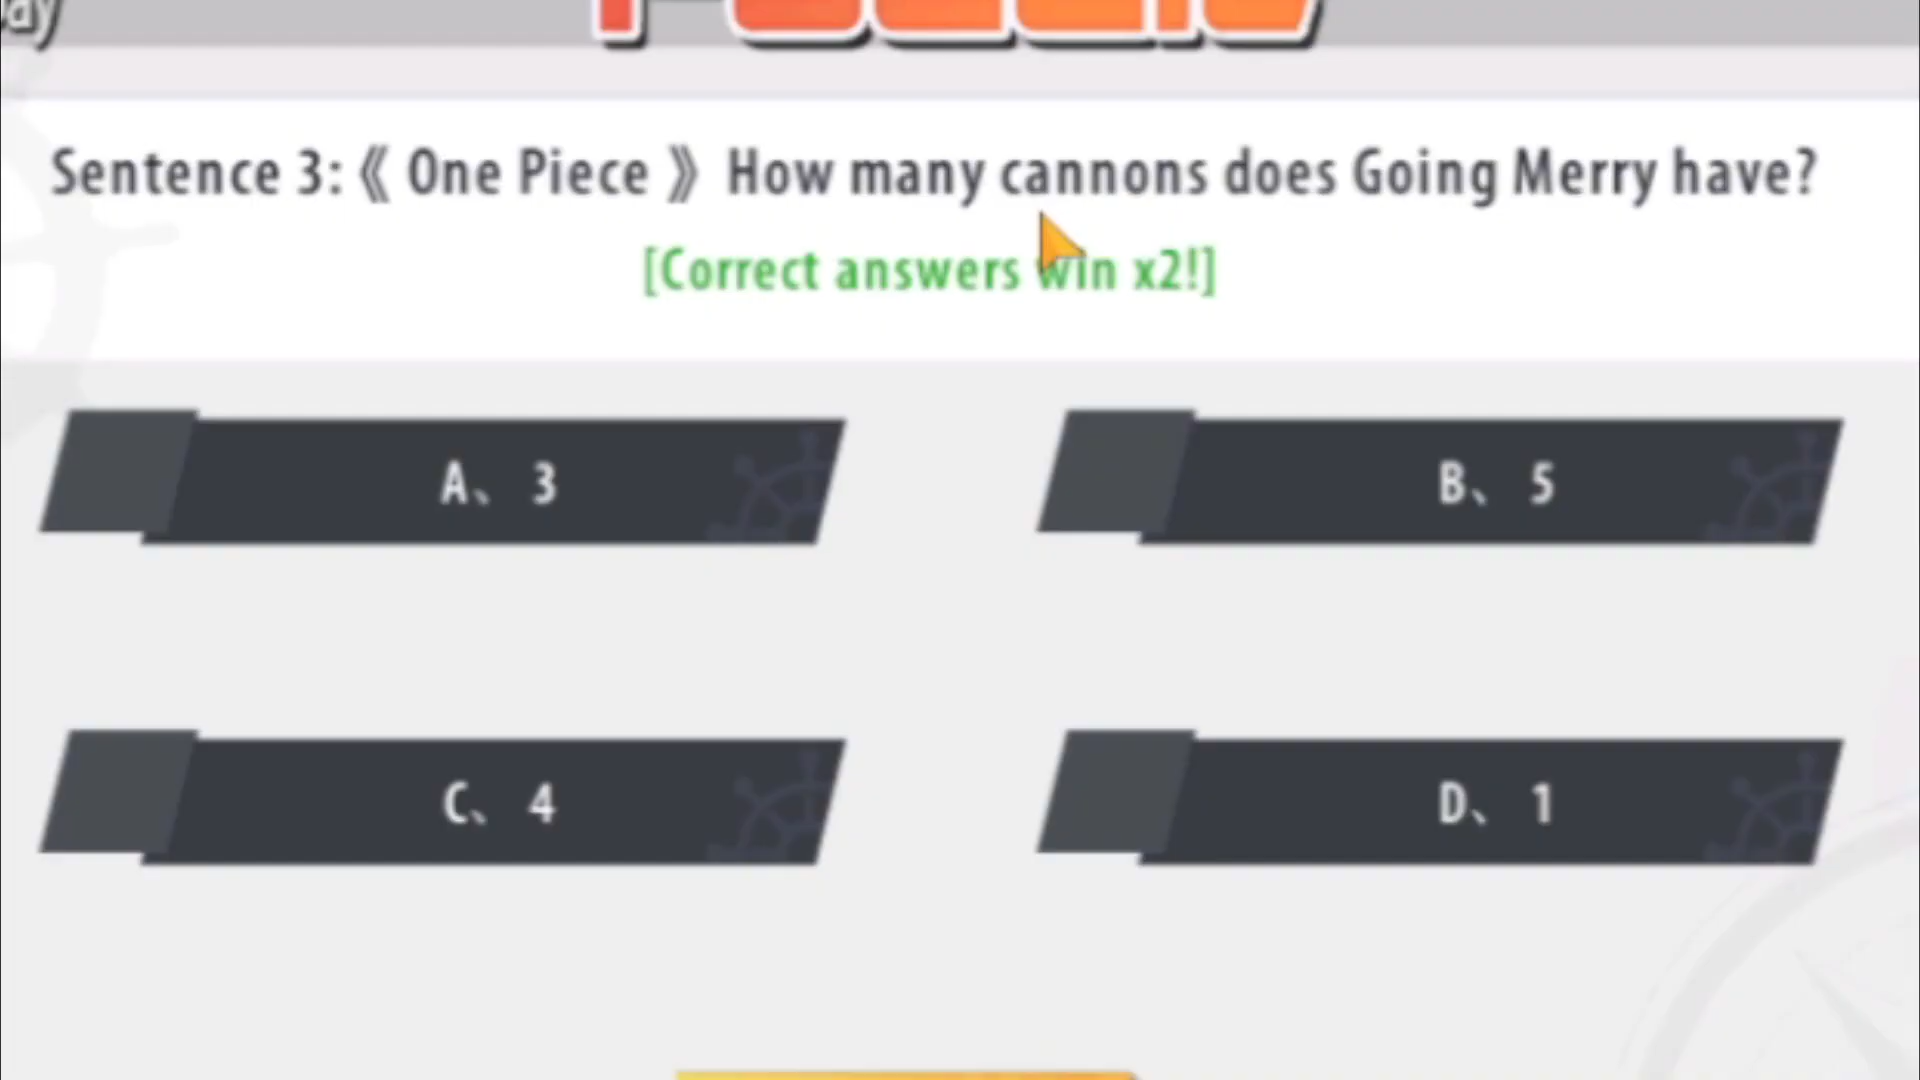 Sentence 3:《 One Piece 》 How many cannons does Going Merry have?
[Correct answers win x2!]
A、 3
B、 5
C、 4
D、 1